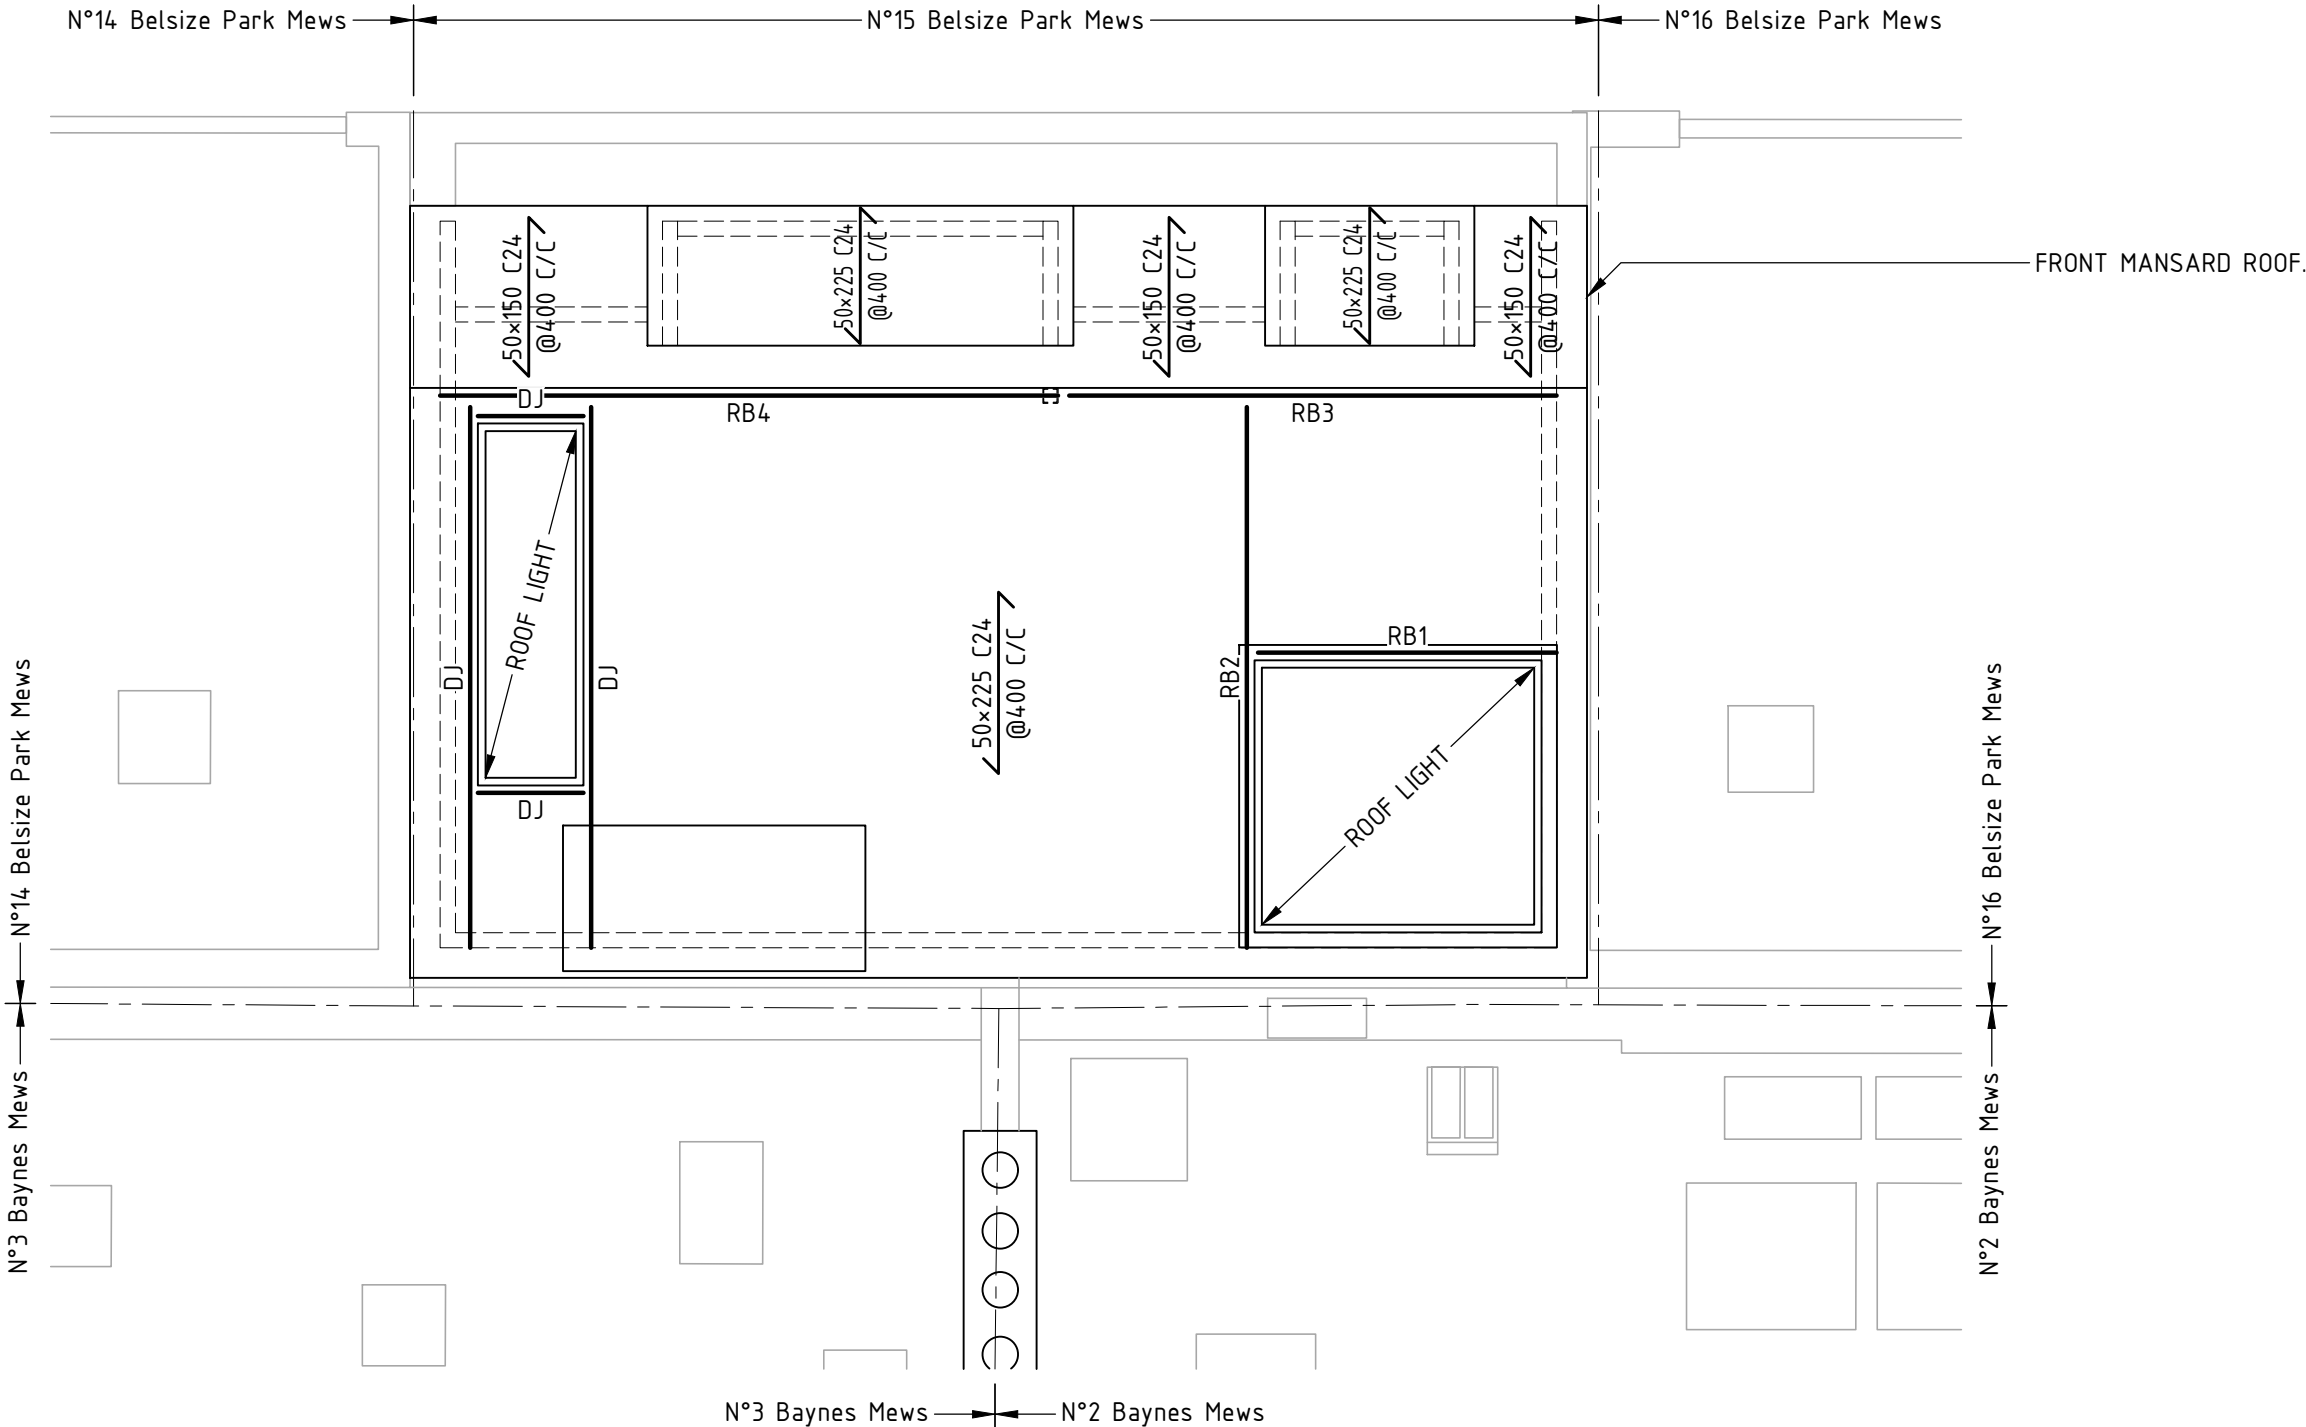 N°14 Belsize Park Mews
N°15 Belsize Park Mews
N°16 Belsize Park Mews
50×150 C24
@400 C/C
50×225 C24
@400 C/C
50×150 C24
@400 C/C
50×225 C24
@400 C/C
50×150 C24
@400 C/C
FRONT MANSARD ROOF.
DJ
RB4
RB3
ROOF LIGHT
DJ
DJ
50×225 C24
@400 C/C
RB1
RB2
ROOF LIGHT
DJ
N°14 Belsize Park Mews
N°16 Belsize Park Mews
N°3 Baynes Mews
N°2 Baynes Mews
N°3 Baynes Mews
N°2 Baynes Mews